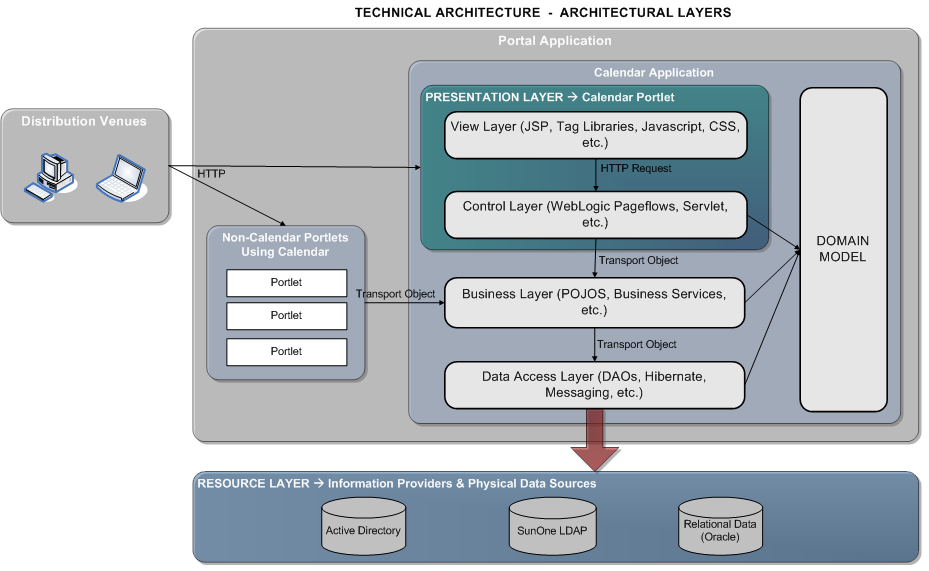 TECHNICAL ARCHITECTURE - ARCHITECTURAL LAYERS
Portal Application
Calendar Application
PRESENTATION LAYER → Calendar Portlet
View Layer (JSP, Tag Libraries, Javascript, CSS,
etc.)
HTTP Request
Control Layer (WebLogic Pageflows, Servlet,
etc.)
Transport Object
Business Layer (POJOS, Business Services,
etc.)
Transport Object
Data Access Layer (DAOs, Hibernate,
Messaging, etc.)
DOMAIN
MODEL
Distribution Venues
HTTP
Non-Calendar Portlets
Using Calendar
Portlet
Portlet
Portlet
Transport Object
RESOURCE LAYER → Information Providers & Physical Data Sources
Active Directory
SunOne LDAP
Relational Data
(Oracle)